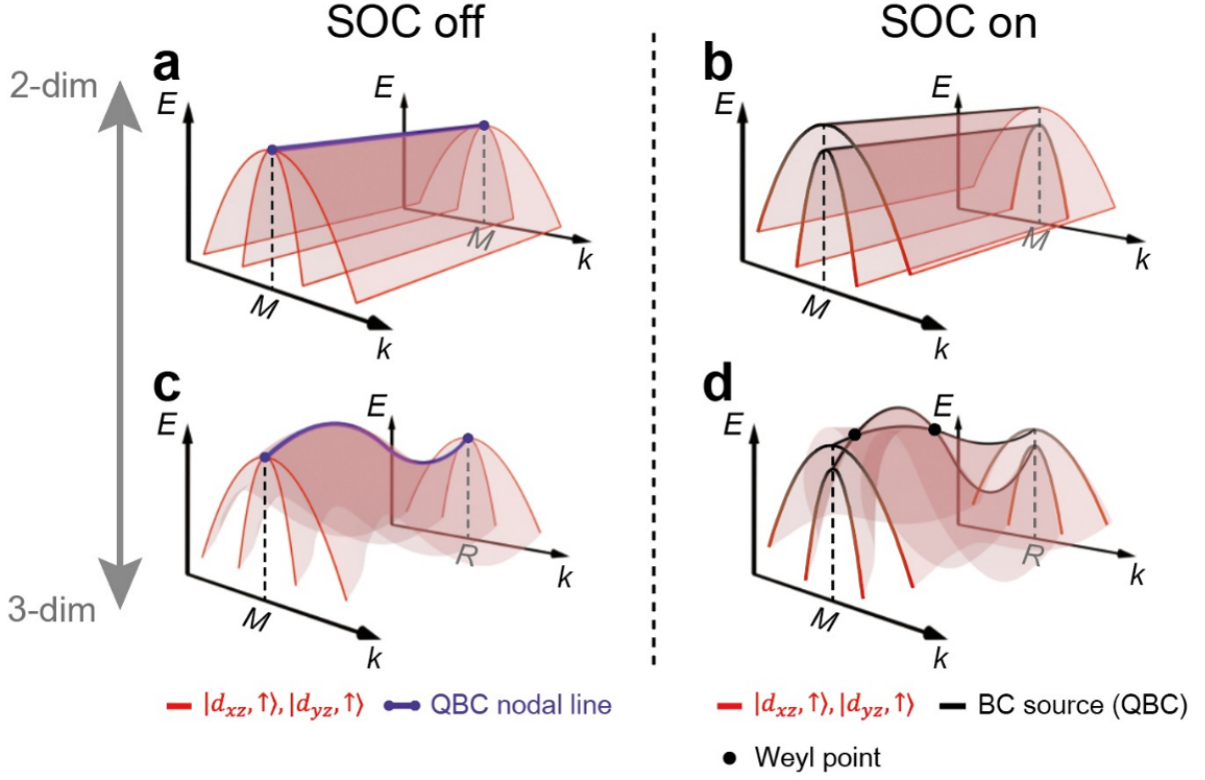 SOC off
SOC on
2-dim
3-dim
a
E
E
M
M
k
k
b
E
E
M
M
k
k
c
E
E
M
R
k
k
d
E
E
M
R
k
k
|d_xz,↑⟩, |d_yz,↑⟩
QBC nodal line
|d_xz,↑⟩, |d_yz,↑⟩
BC source (QBC)
Weyl point